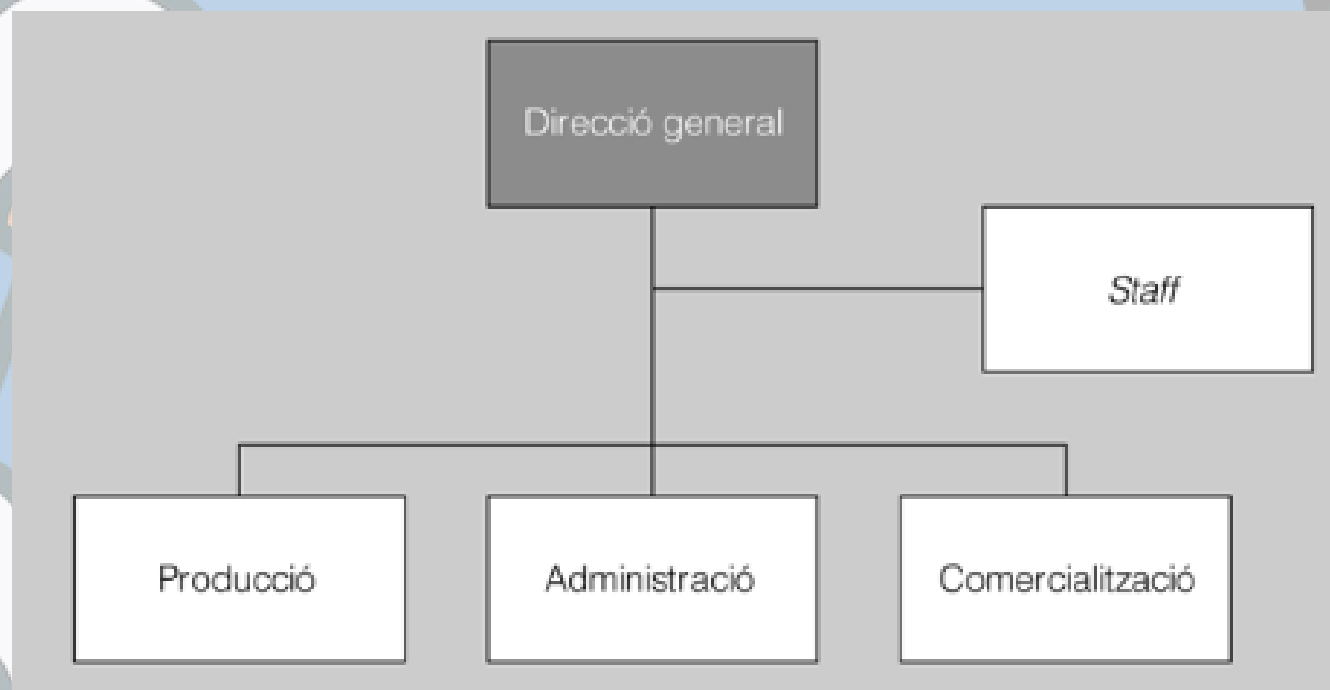 Direcció general
Staff
Producció
Administració
Comercialització